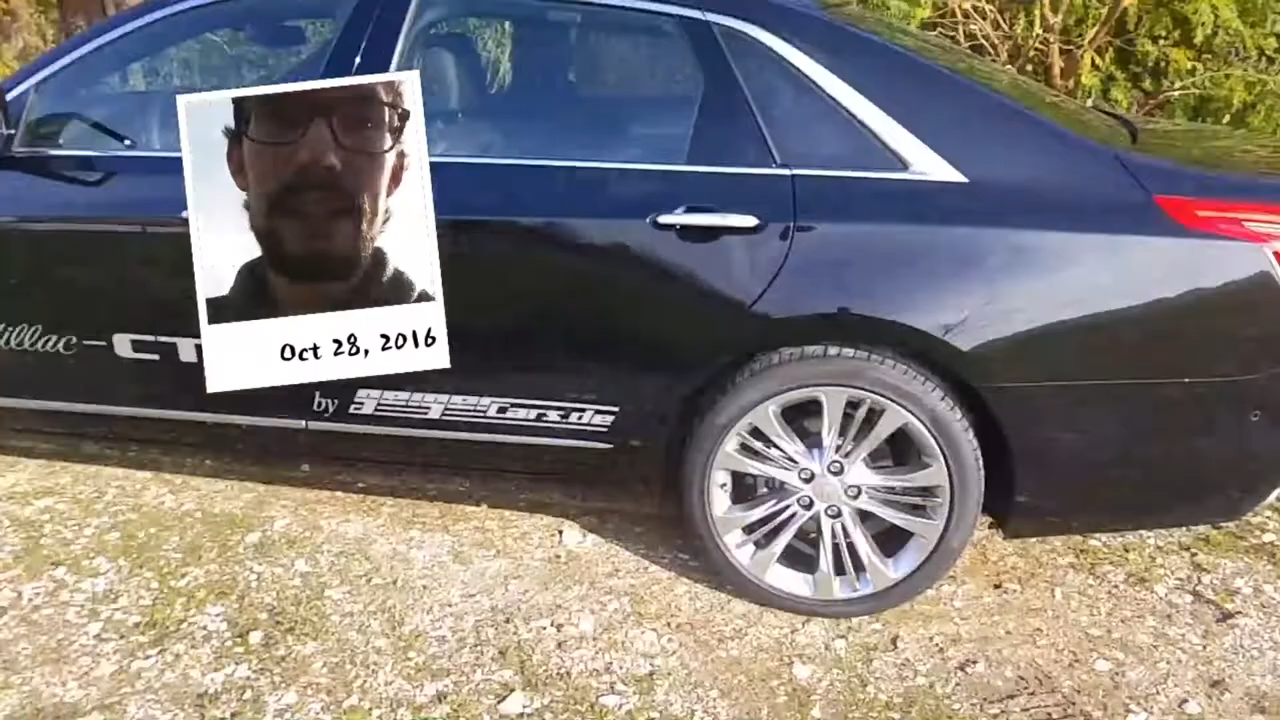 Oct 28, 2016
illac – CT
by geigerCars.de